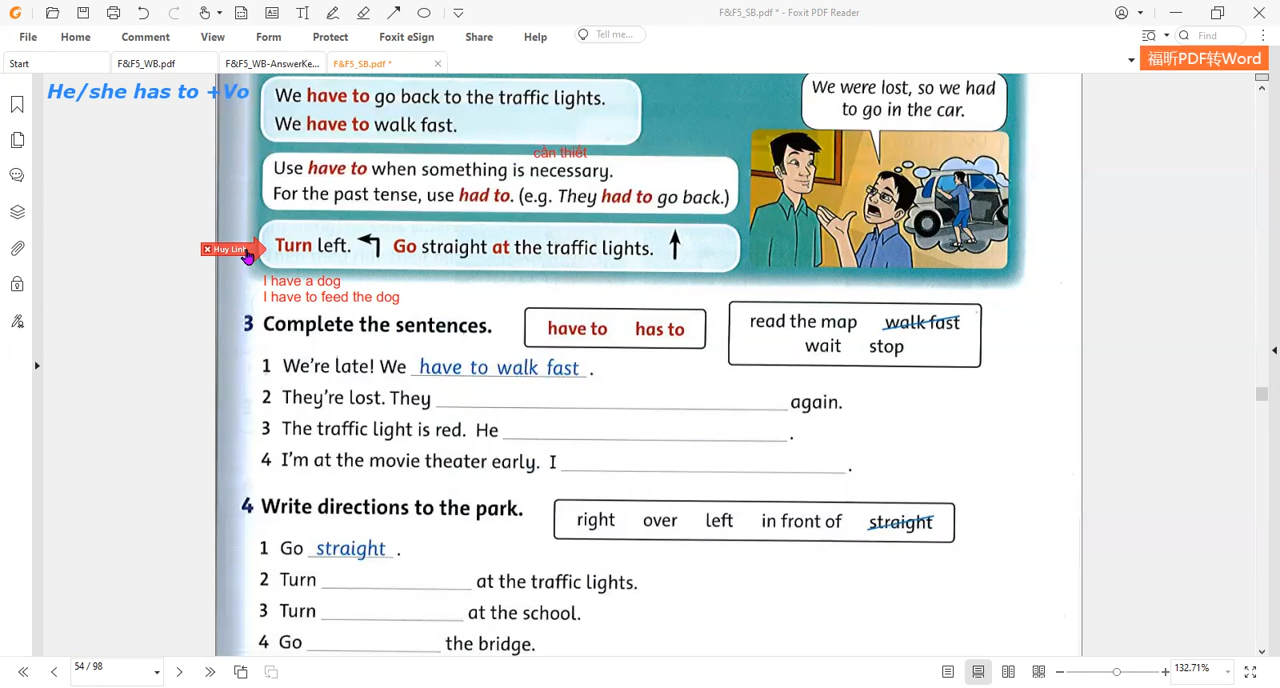 F&F5_SB.pdf * - Foxit PDF Reader
File Home Comment View Form Protect Foxit eSign Share Help Tell me... Find
Start F&F5_WB.pdf F&F5_WB-AnswerKe... F&F5_SB.pdf * 福昕PDF转Word
He/she has to +Vo
We have to go back to the traffic lights.
We have to walk fast.
We were lost, so we had
to go in the car.
cần thiết
Use have to when something is necessary.
For the past tense, use had to. (e.g. They had to go back.)
Huy Linh
Turn left. Go straight at the traffic lights.
I have a dog
I have to feed the dog
3 Complete the sentences.
have to has to
read the map walk fast
wait stop
1 We're late! We have to walk fast .
2 They're lost. They ____ again.
3 The traffic light is red. He ____ .
4 I'm at the movie theater early. I ____ .
4 Write directions to the park.
right over left in front of straight
1 Go straight .
2 Turn ____ at the traffic lights.
3 Turn ____ at the school.
4 Go ____ the bridge.
54 / 98
132.71%